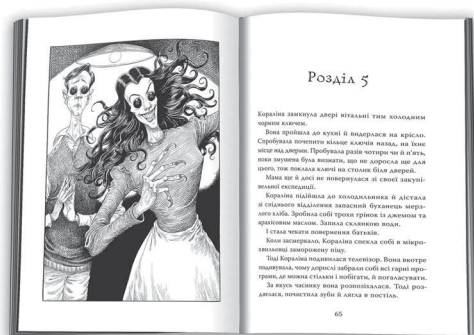 Розділ 5
Кораліна замкнула двері вітальні тим холодним
чорним ключем.
Вона пройшла до кухні й видерлася на крісло.
Спробувала почепити кільце ключів назад, на їхнє
місце над дверми. Пробувала разів чотири чи й п'ять,
поки змушена була визнати, що не доросла ще для
цього, тож поклала ключі на столик біля дверей.
Мама ще й досі не повернулася зі своєї закупі-
вельної експедиції.
Кораліна підійшла до холодильника й дістала
зі спіднього відділення запасний буханець мерз-
лого хліба. Зробила собі трохи грінок із джемом та
арахісовим маслом. Запила склянкою води.
І стала чекати повернення батьків.
Коли засмеркало, Кораліна спекла собі в мікро-
хвильовці заморожену піцу.
Тоді Кораліна подивилася телевізор. Вона вкотре
подивувала, чому дорослі забрали собі всі гарні про-
грами, де можна стільки і побігати, й погаласувати.
За якусь часинку вона розпозіхалася. Тоді роз-
дяглася, почистила зуби й лягла в постіль.
65